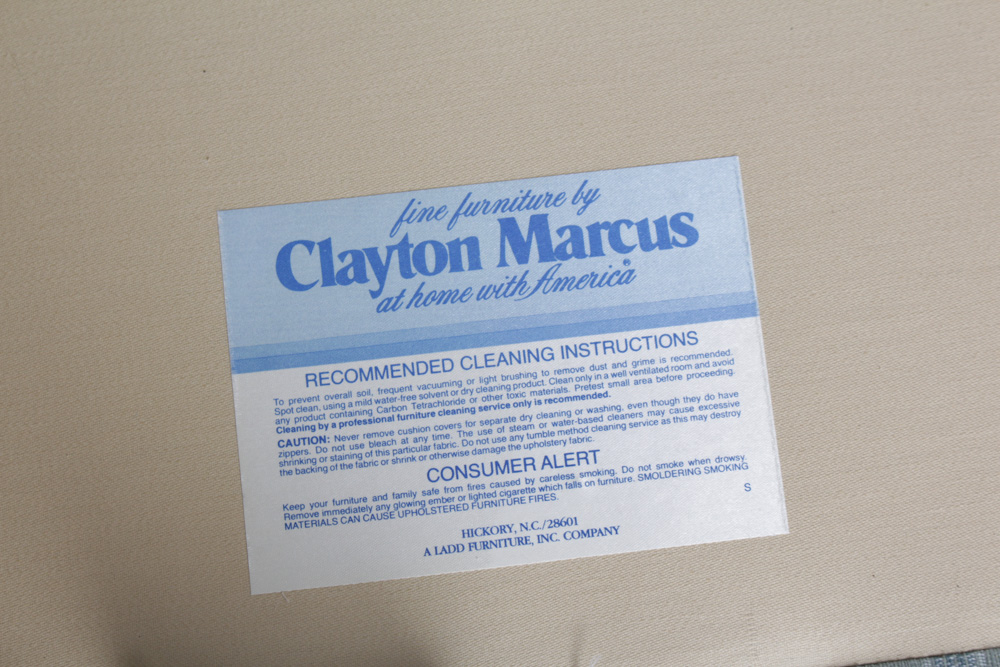 fine furniture by
Clayton Marcus
at home with America®
RECOMMENDED CLEANING INSTRUCTIONS
To prevent overall soil, frequent vacuuming or light brushing to remove dust and grime is recommended.
Spot clean, using a mild water-free solvent or dry cleaning product. Clean only in a well ventilated room and avoid
any product containing Carbon Tetrachloride or other toxic materials. Pretest small area before proceeding.
Cleaning by a professional furniture cleaning service only is recommended.
CAUTION: Never remove cushion covers for separate dry cleaning or washing, even though they do have
zippers. Do not use bleach at any time. The use of steam or water-based cleaners may cause excessive
shrinking or staining of this particular fabric. Do not use any tumble method cleaning service as this may destroy
the backing of the fabric or shrink or otherwise damage the upholstery fabric.
CONSUMER ALERT
Keep your furniture and family safe from fires caused by careless smoking. Do not smoke when drowsy.
Remove immediately any glowing ember or lighted cigarette which falls on furniture. SMOLDERING SMOKING
MATERIALS CAN CAUSE UPHOLSTERED FURNITURE FIRES.
S
HICKORY, N.C./28601
A LADD FURNITURE, INC. COMPANY